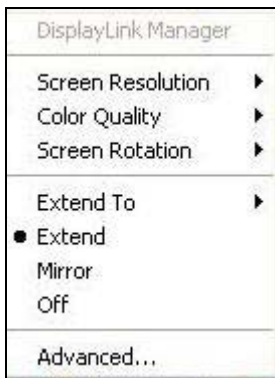 DisplayLink Manager
Screen Resolution
Color Quality
Screen Rotation
Extend To
Extend
Mirror
Off
Advanced...